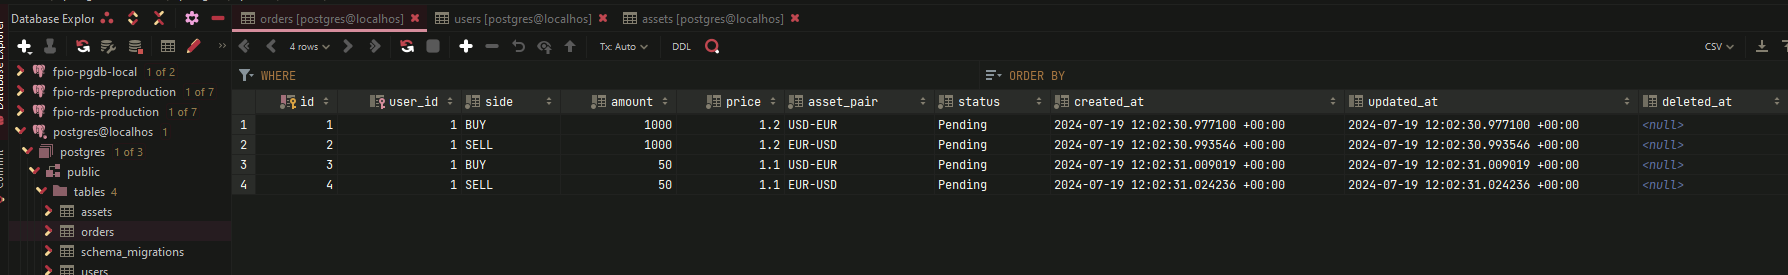 Database Explor
orders [postgres@localhos]
users [postgres@localhos]
assets [postgres@localhos]
4 rows
Tx: Auto
DDL
CSV
fpio-pgdb-local 1 of 2
fpio-rds-preproduction 1 of 7
fpio-rds-production 1 of 7
postgres@localhos 1
postgres 1 of 3
public
tables 4
assets
orders
schema_migrations
users
WHERE
ORDER BY
id user_id side amount price asset_pair status created_at updated_at deleted_at
1 1 1 BUY 1000 1.2 USD-EUR Pending 2024-07-19 12:02:30.977100 +00:00 2024-07-19 12:02:30.977100 +00:00 <null>
2 2 1 SELL 1000 1.2 EUR-USD Pending 2024-07-19 12:02:30.993546 +00:00 2024-07-19 12:02:30.993546 +00:00 <null>
3 3 1 BUY 50 1.1 USD-EUR Pending 2024-07-19 12:02:31.009019 +00:00 2024-07-19 12:02:31.009019 +00:00 <null>
4 4 1 SELL 50 1.1 EUR-USD Pending 2024-07-19 12:02:31.024236 +00:00 2024-07-19 12:02:31.024236 +00:00 <null>